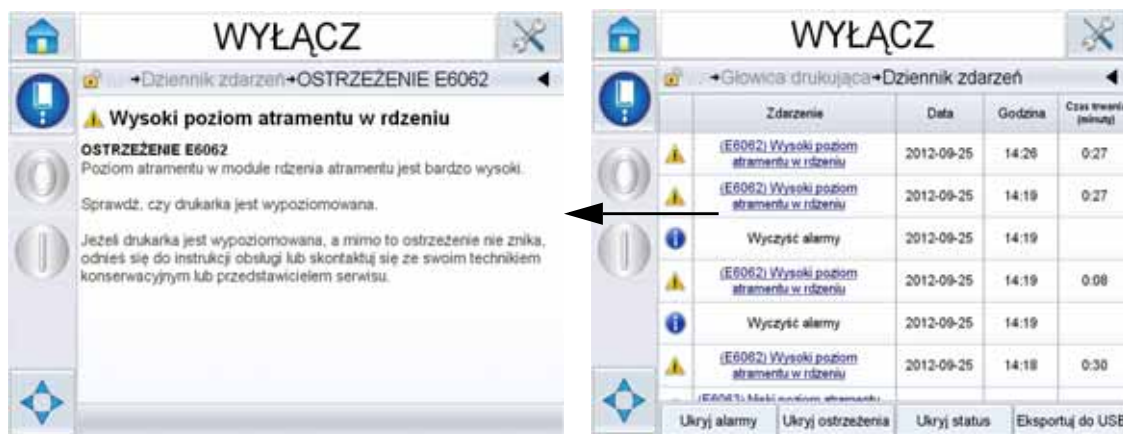 WYŁĄCZ
→Dziennik zdarzeń→OSTRZEŻENIE E6062
Wysoki poziom atramentu w rdzeniu
OSTRZEŻENIE E6062
Poziom atramentu w module rdzenia atramentu jest bardzo wysoki.
Sprawdź, czy drukarka jest wypoziomowana.
Jeżeli drukarka jest wypoziomowana, a mimo to ostrzeżenie nie znika,
odnieś się do instrukcji obsługi lub skontaktuj się ze swoim technikiem
konserwacyjnym lub przedstawicielem serwisu.
WYŁĄCZ
→Głowica drukująca→Dziennik zdarzeń
Zdarzenie Data Godzina Czas trwania
(minuty)
(E6062) Wysoki poziom
atramentu w rdzeniu 2012-09-25 14:26 0:27
(E6062) Wysoki poziom
atramentu w rdzeniu 2012-09-25 14:19 0:27
Wyczyść alarmy 2012-09-25 14:19
(E6062) Wysoki poziom
atramentu w rdzeniu 2012-09-25 14:19 0:08
Wyczyść alarmy 2012-09-25 14:19
(E6062) Wysoki poziom
atramentu w rdzeniu 2012-09-25 14:18 0:30
(E6063) Niski poziom atramentu
Ukryj alarmy Ukryj ostrzeżenia Ukryj status Eksportuj do USB